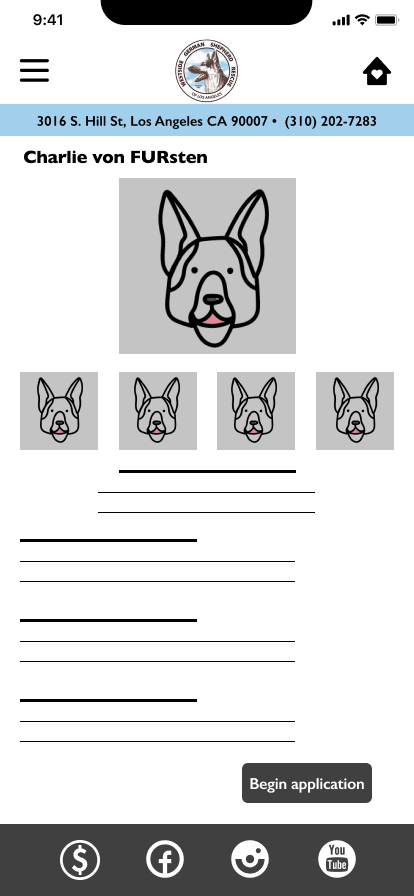 9:41
WESTSIDE GERMAN SHEPHERD RESCUE
OF LOS ANGELES
3016 S. Hill St, Los Angeles CA 90007 • (310) 202-7283
Charlie von FURsten
Begin application
$
You
Tube